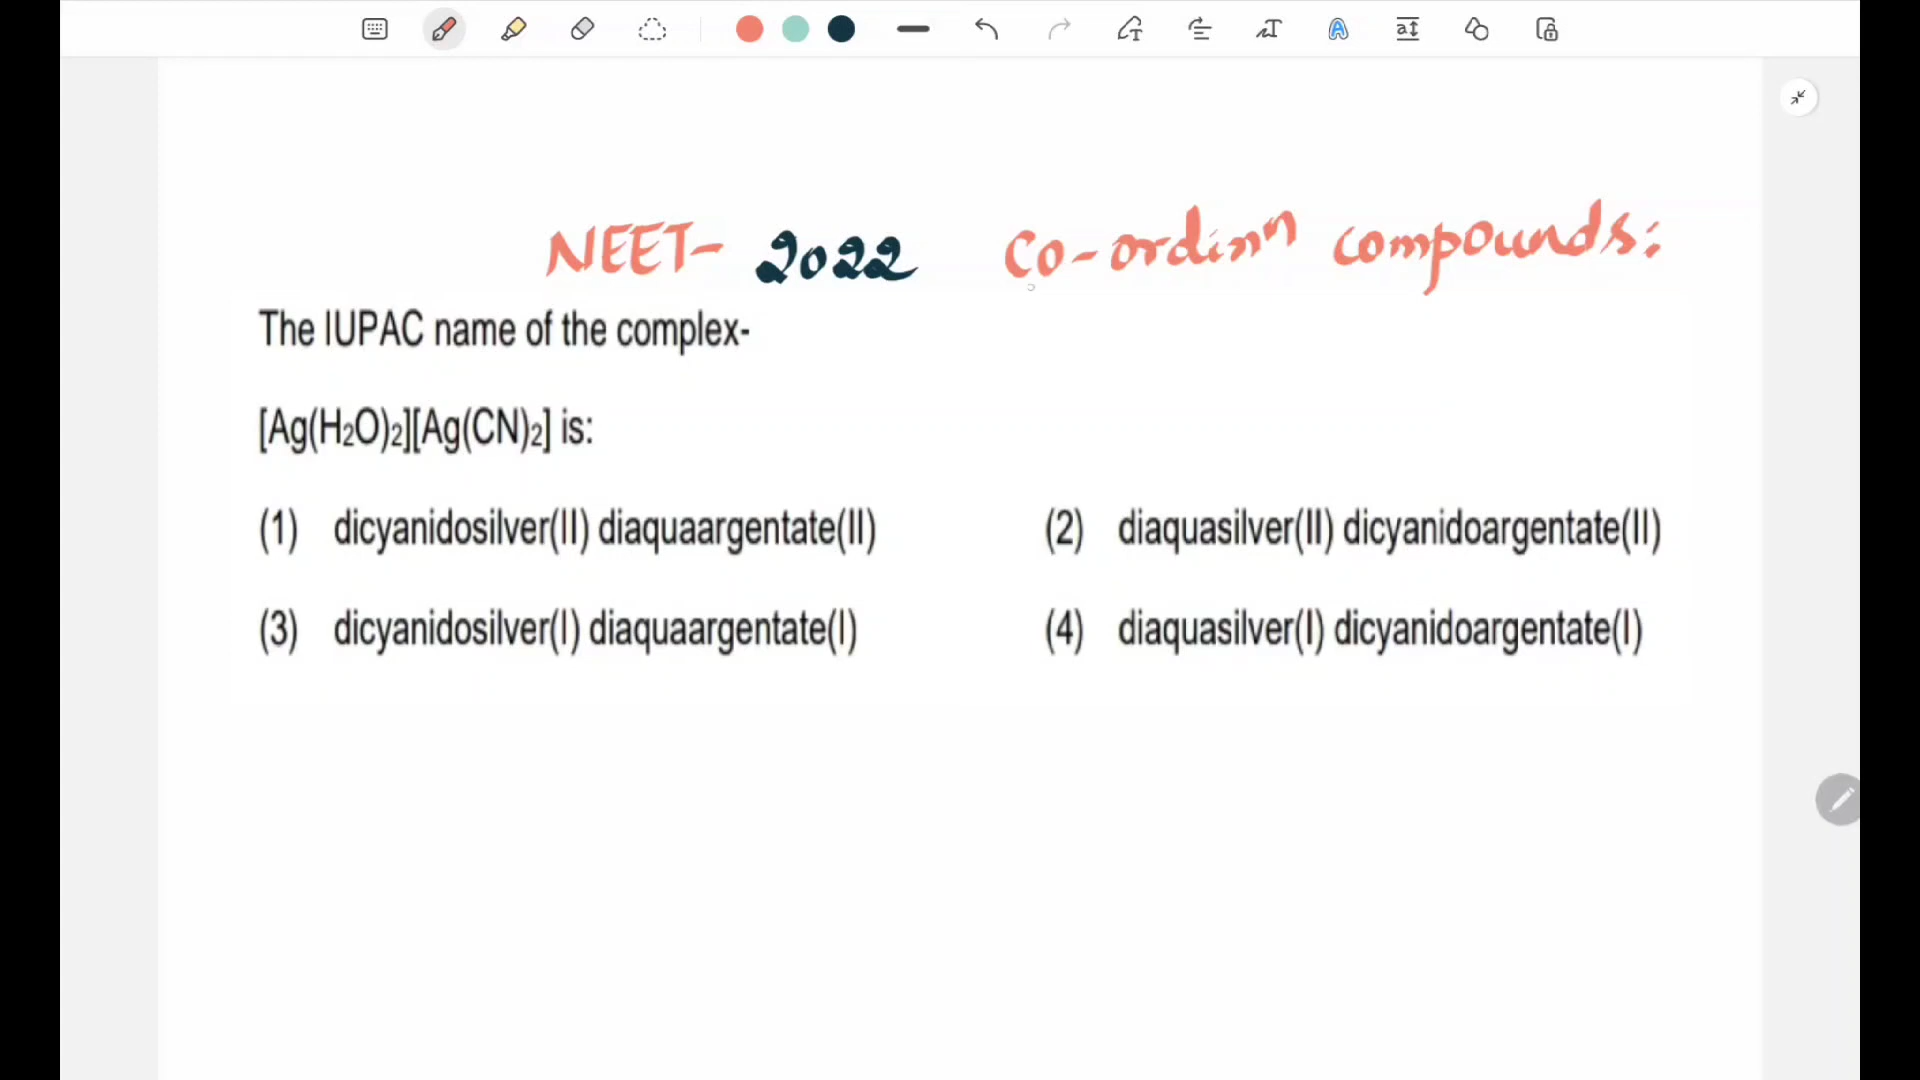 NEET- 2022 Co-ordinⁿ compounds:
The IUPAC name of the complex-
[Ag(H₂O)₂][Ag(CN)₂] is:
(1) dicyanidosilver(II) diaquaargentate(II) (2) diaquasilver(II) dicyanidoargentate(II)
(3) dicyanidosilver(I) diaquaargentate(I) (4) diaquasilver(I) dicyanidoargentate(I)